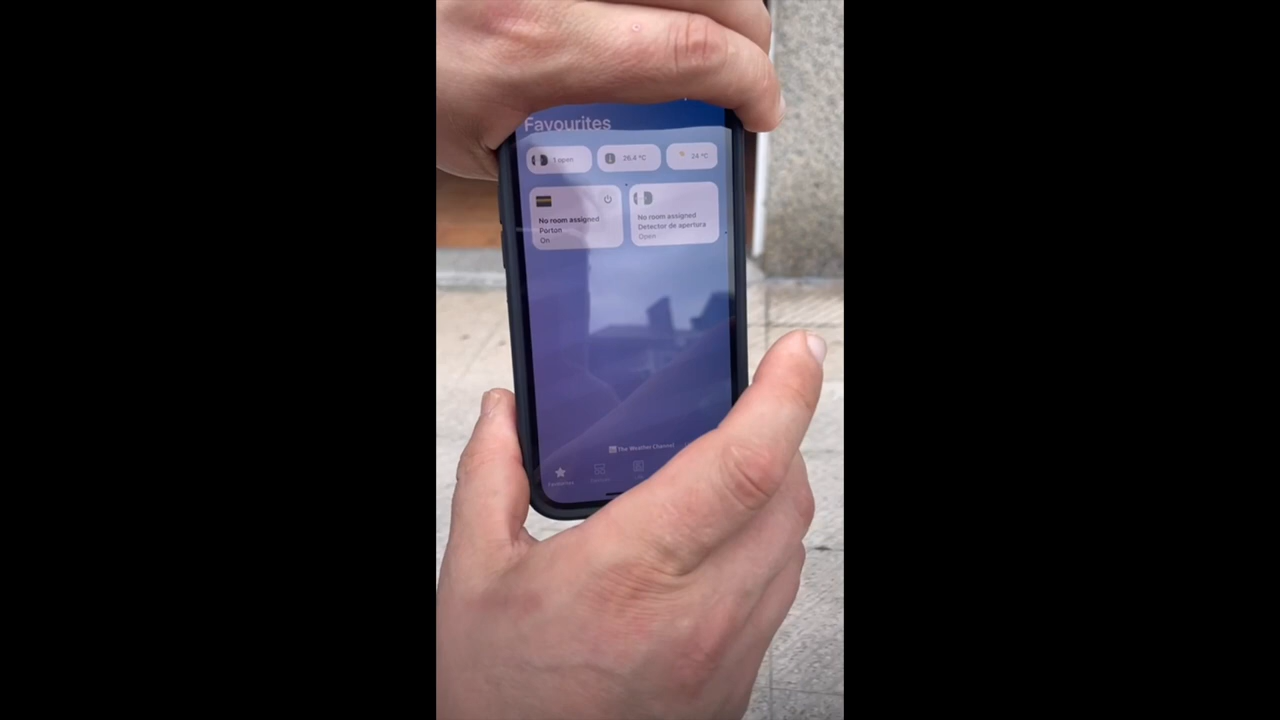 Favourites
1 open
26,4 °C
24 °C
No room assigned
Porton
On
No room assigned
Detector de apertura
Open
The Weather Channel
Favourites